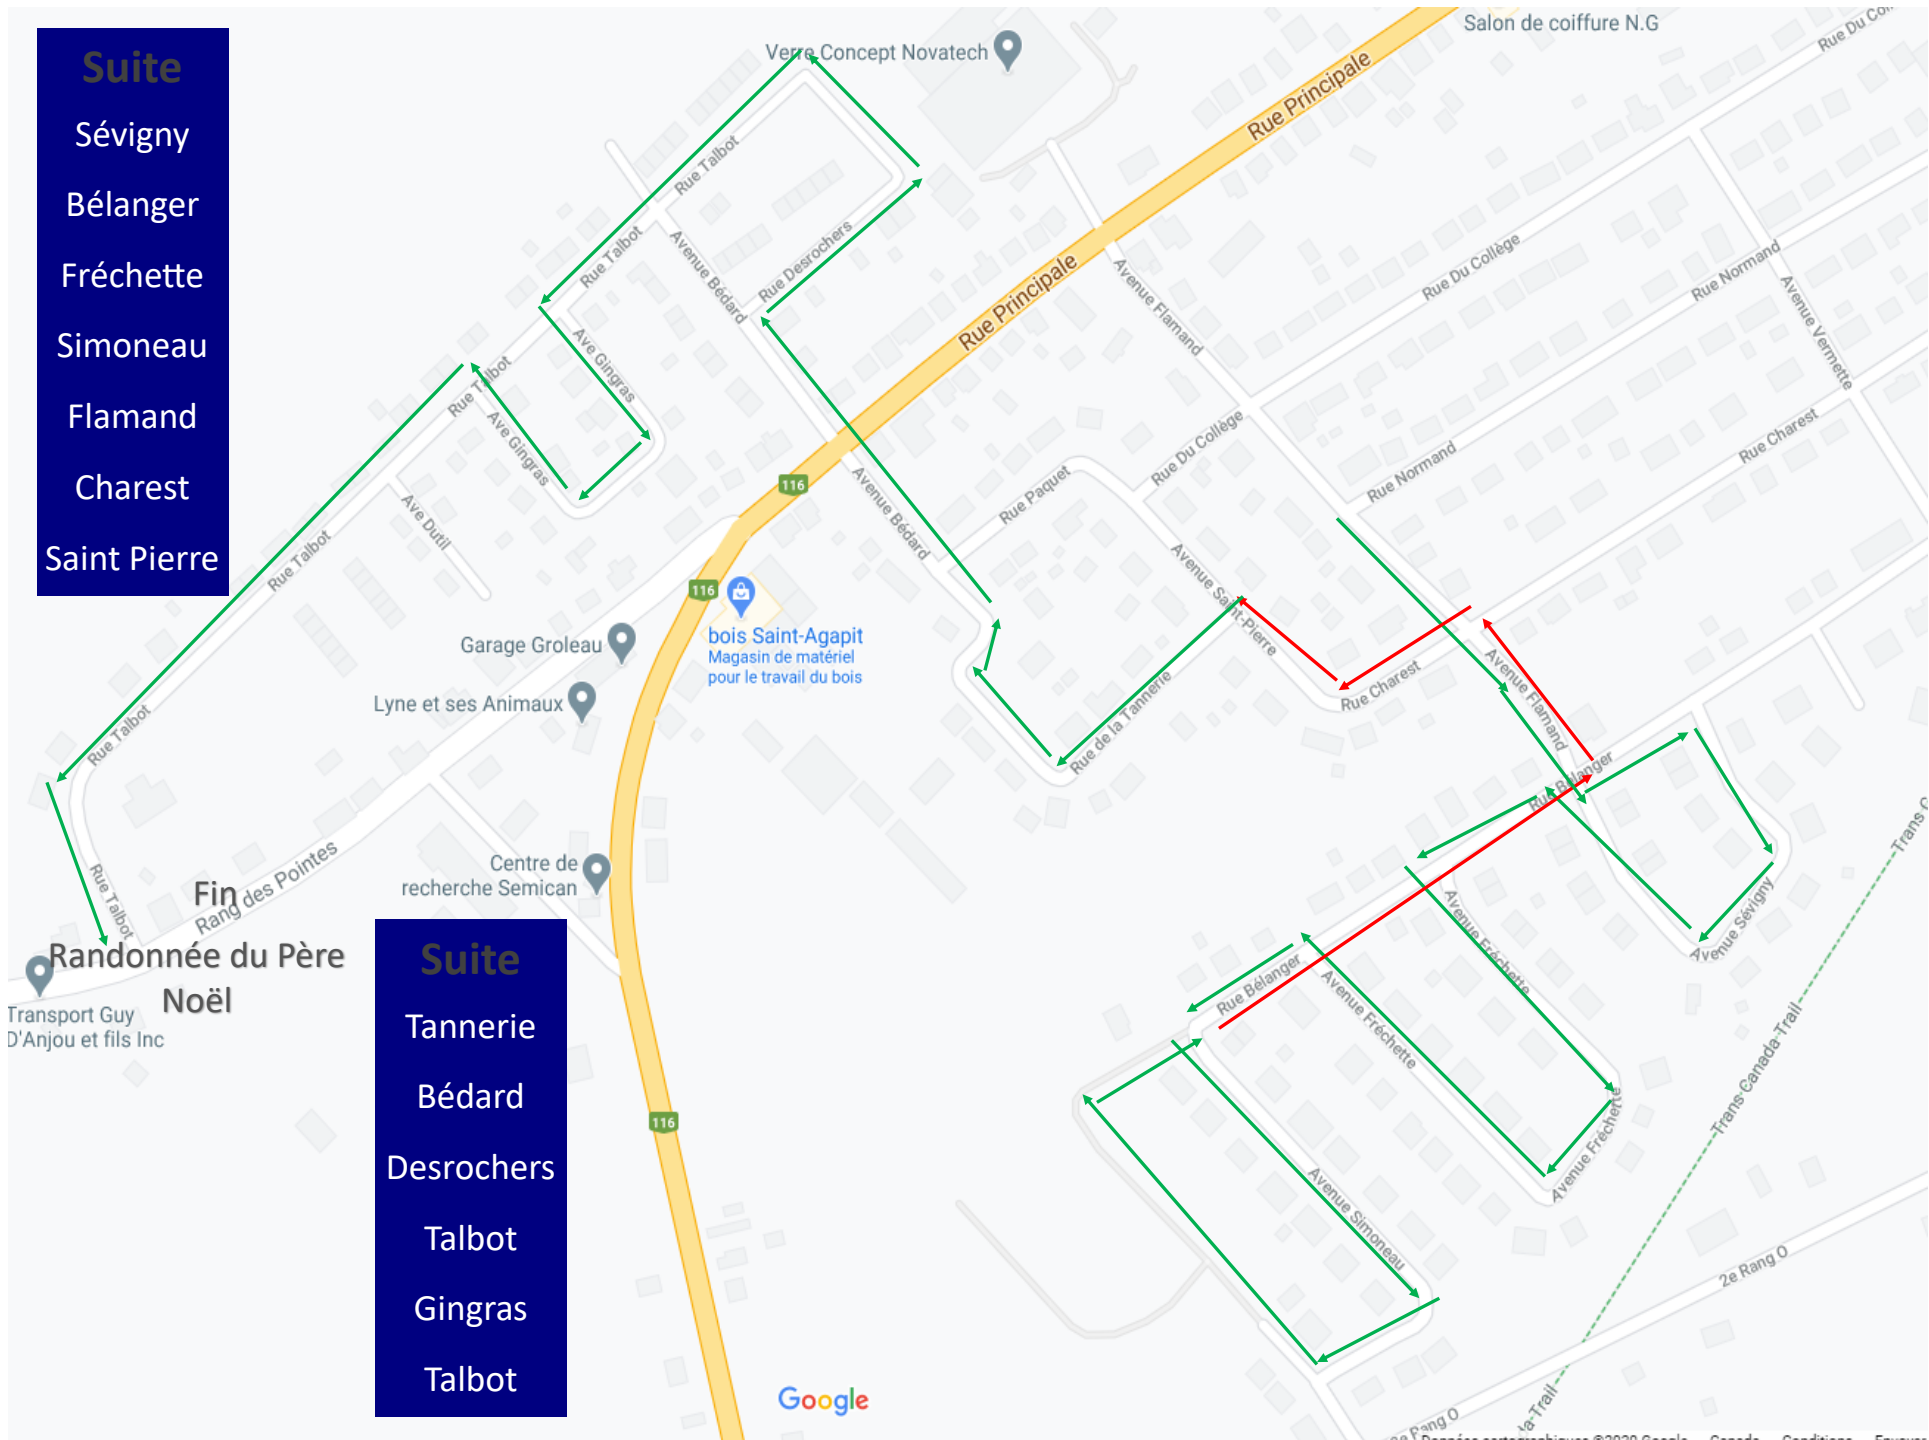 Suite
Sévigny
Bélanger
Fréchette
Simoneau
Flamand
Charest
Saint Pierre
Verre Concept Novatech
Salon de coiffure N.G
Rue Principale
Rue Talbot
Rue Talbot
Avenue Bédard
Rue Desrochers
Rue Principale
Avenue Flamand
Rue Du Collège
Rue Normand
Avenue Vermette
Ave Gingras
Rue Talbot
Ave Gingras
Rue Du Collège
Rue Normand
Rue Charest
116
Avenue Bédard
Rue Paquet
Ave Dutil
Rue Talbot
Avenue Saint-Pierre
116
bois Saint-Agapit
Magasin de matériel
pour le travail du bois
Garage Groleau
Lyne et ses Animaux
Rue Talbot
Rue de la Tannerie
Rue Charest
Avenue Flamand
Rue Bélanger
Centre de
recherche Semican
Rue Talbot
Rang des Pointes
Fin
Randonnée du Père
Noël
Transport Guy
D'Anjou et fils Inc
Avenue Sévigny
Avenue Fréchette
Rue Bélanger
Avenue Fréchette
Avenue Fréchette
Avenue Simoneau
Trans-Canada-Trail
2e Rang O
116
Suite
Tannerie
Bédard
Desrochers
Talbot
Gingras
Talbot
Google
Rang O